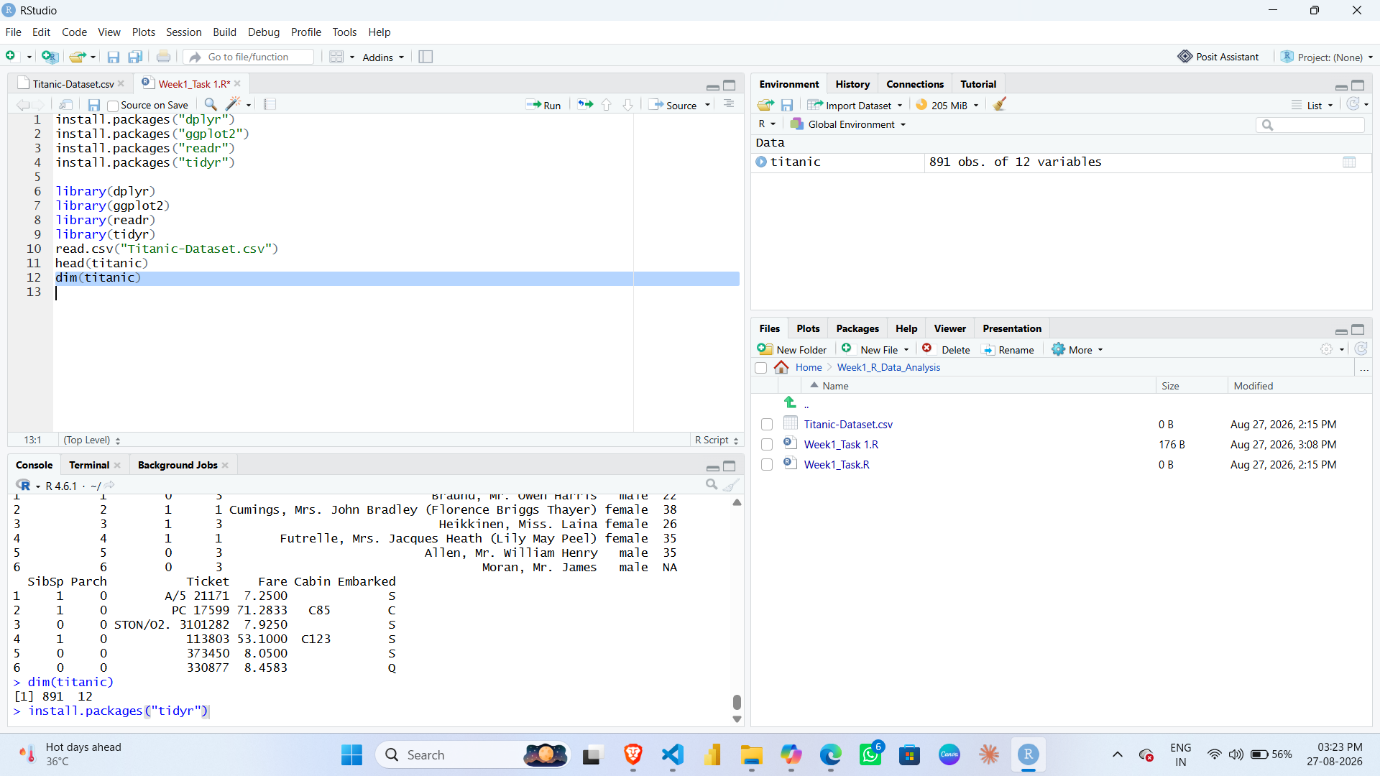 RStudio
File Edit Code View Plots Session Build Debug Profile Tools Help
Go to file/function Addins Posit Assistant Project: (None)
Titanic-Dataset.csv Week1_Task 1.R*
Source on Save Run Source
1 install.packages("dplyr")
2 install.packages("ggplot2")
3 install.packages("readr")
4 install.packages("tidyr")
5
6 library(dplyr)
7 library(ggplot2)
8 library(readr)
9 library(tidyr)
10 read.csv("Titanic-Dataset.csv")
11 head(titanic)
12 dim(titanic)
13
13:1 (Top Level) R Script
Console Terminal Background Jobs
R 4.6.1 · ~/
1 1 0 3 Braund, Mr. Owen Harris male 22
2 2 1 1 Cumings, Mrs. John Bradley (Florence Briggs Thayer) female 38
3 3 1 3 Heikkinen, Miss. Laina female 26
4 4 1 1 Futrelle, Mrs. Jacques Heath (Lily May Peel) female 35
5 5 0 3 Allen, Mr. William Henry male 35
6 6 0 3 Moran, Mr. James male NA
SibSp Parch Ticket Fare Cabin Embarked
1 1 0 A/5 21171 7.2500 S
2 1 0 PC 17599 71.2833 C85 C
3 0 0 STON/O2. 3101282 7.9250 S
4 1 0 113803 53.1000 C123 S
5 0 0 373450 8.0500 S
6 0 0 330877 8.4583 Q
> dim(titanic)
[1] 891 12
> install.packages("tidyr")
Environment History Connections Tutorial
Import Dataset 205 MiB List
R Global Environment
Data
titanic 891 obs. of 12 variables
Files Plots Packages Help Viewer Presentation
New Folder New File Delete Rename More
Home Week1_R_Data_Analysis ...
Name Size Modified
..
Titanic-Dataset.csv 0 B Aug 27, 2026, 2:15 PM
Week1_Task 1.R 176 B Aug 27, 2026, 3:08 PM
Week1_Task.R 0 B Aug 27, 2026, 2:15 PM
Hot days ahead
36°C
Search
Canva
6
ENG
IN
56%
03:23 PM
27-08-2026